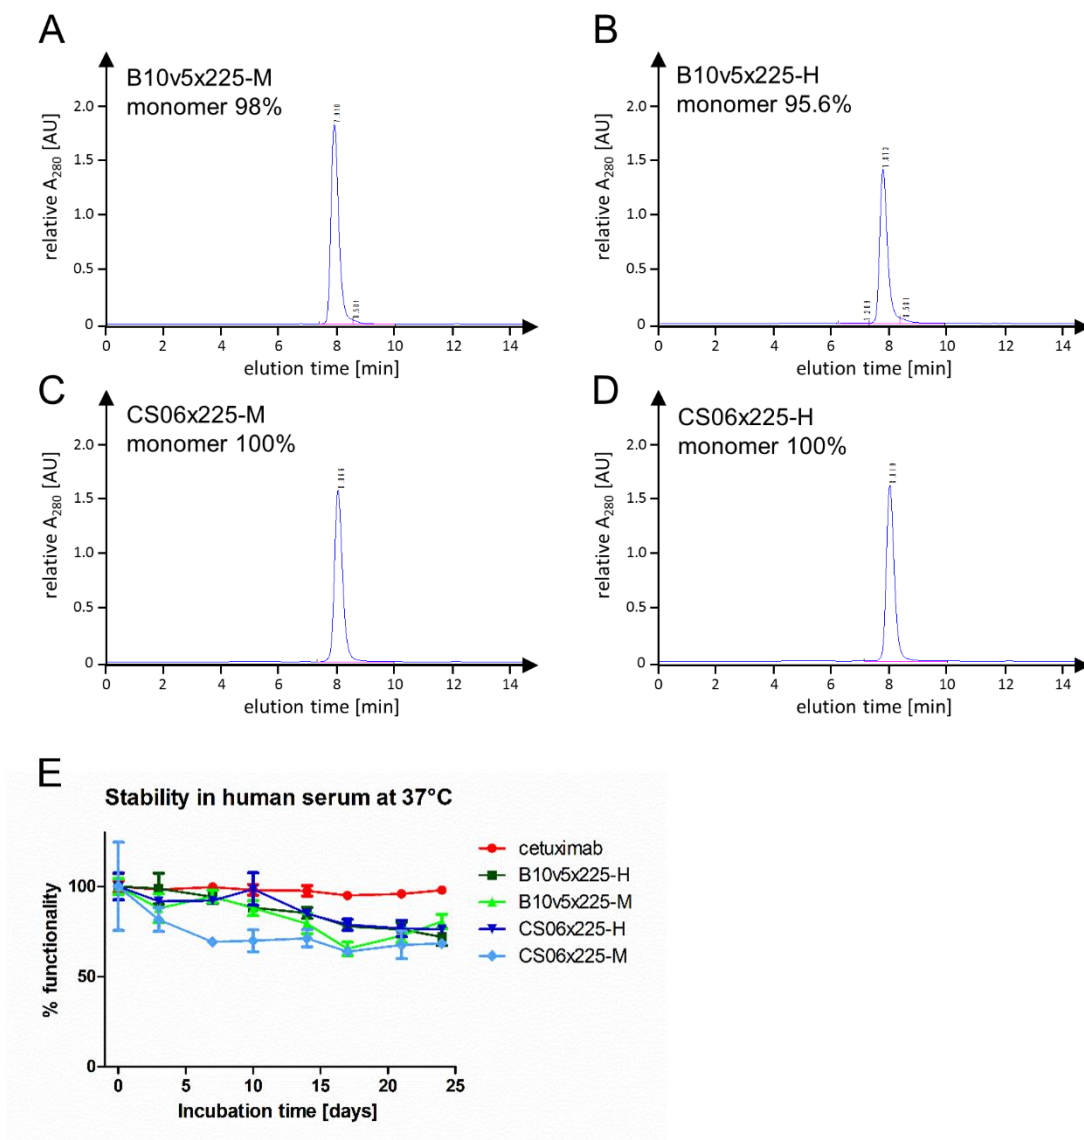 A
B10v5x225-M
monomer 98%
relative A280 [AU]
2.0
1.5
1.0
0.5
0
0 2 4 6 8 10 12 14
elution time [min]
B
B10v5x225-H
monomer 95.6%
relative A280 [AU]
2.0
1.5
1.0
0.5
0
0 2 4 6 8 10 12 14
elution time [min]
C
CS06x225-M
monomer 100%
relative A280 [AU]
2.0
1.5
1.0
0.5
0
0 2 4 6 8 10 12 14
elution time [min]
D
CS06x225-H
monomer 100%
relative A280 [AU]
2.0
1.5
1.0
0.5
0
0 2 4 6 8 10 12 14
elution time [min]
E
Stability in human serum at 37°C
% functionality
100
50
0
0 5 10 15 20 25
Incubation time [days]
cetuximab
B10v5x225-H
B10v5x225-M
CS06x225-H
CS06x225-M